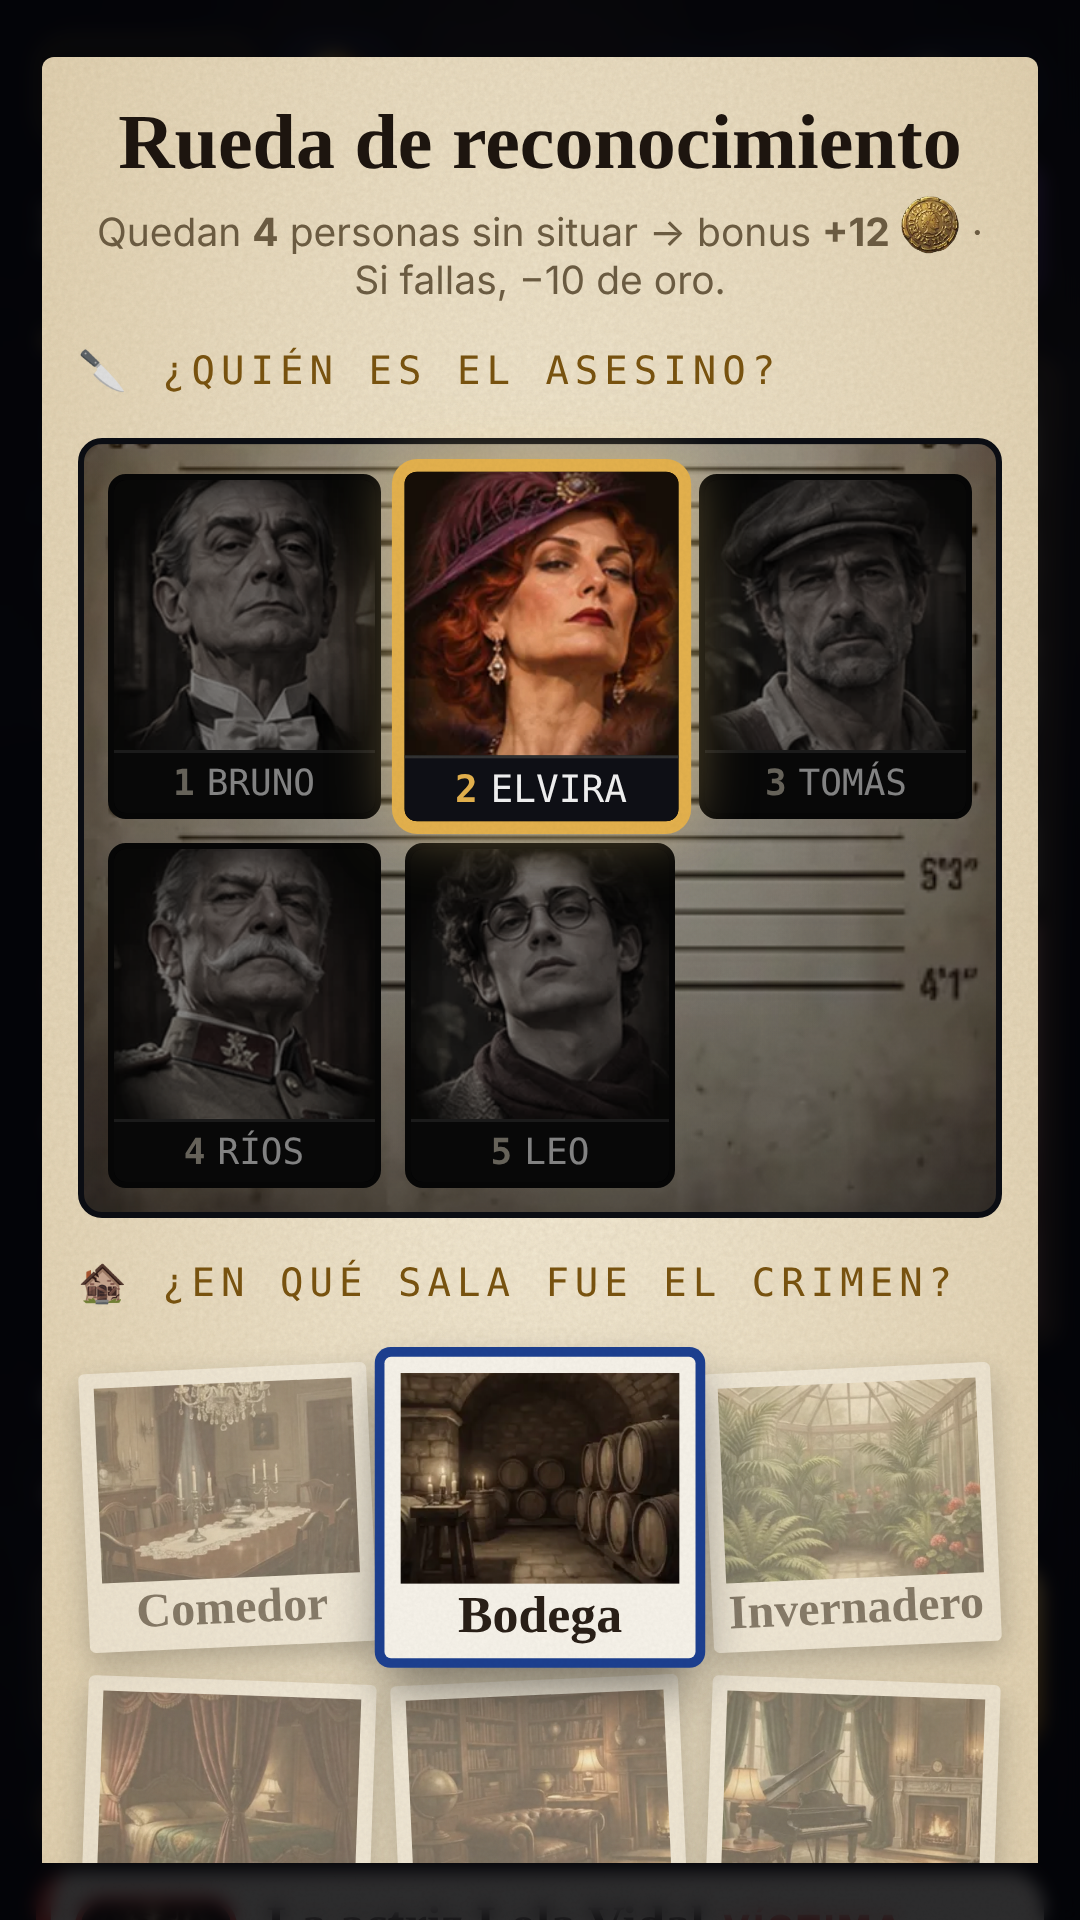 Rueda de reconocimiento
Quedan 4 personas sin situar → bonus +12 ·
Si fallas, −10 de oro.
¿QUIÉN ES EL ASESINO?
1 BRUNO
2 ELVIRA
3 TOMÁS
5'3"
4'1"
4 RÍOS
5 LEO
¿EN QUÉ SALA FUE EL CRIMEN?
Comedor
Bodega
Invernadero